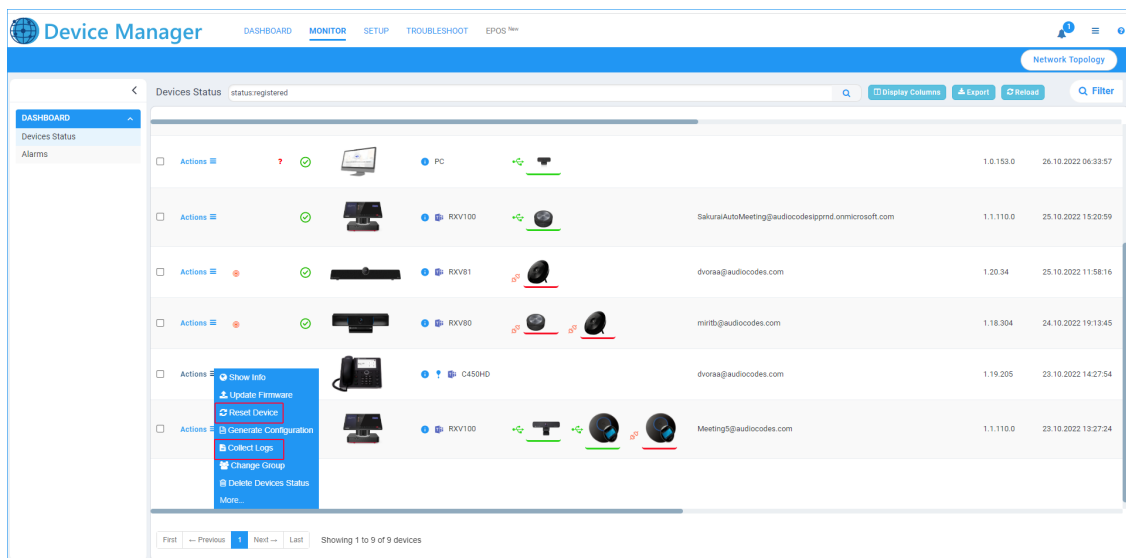 Device Manager
DASHBOARD MONITOR SETUP TROUBLESHOOT EPOS New
1
Network Topology
Devices Status status:registered Display Columns Export Reload Filter
DASHBOARD
Devices Status
Alarms
Actions ? PC 1.0.153.0 26.10.2022 06:33:57
Actions RXV100 SakuraiAutoMeeting@audiocodesipprnd.onmicrosoft.com 1.1.110.0 25.10.2022 15:20:59
Actions RXV81 dvoraa@audiocodes.com 1.20.34 25.10.2022 11:58:16
Actions RXV80 miritb@audiocodes.com 1.18.304 24.10.2022 19:13:45
Actions C450HD dvoraa@audiocodes.com 1.19.205 23.10.2022 14:27:54
Show Info
Update Firmware
Reset Device
Actions RXV100 Meeting5@audiocodes.com 1.1.110.0 23.10.2022 13:27:24
Generate Configuration
Collect Logs
Change Group
Delete Devices Status
More...
First ← Previous 1 Next → Last Showing 1 to 9 of 9 devices